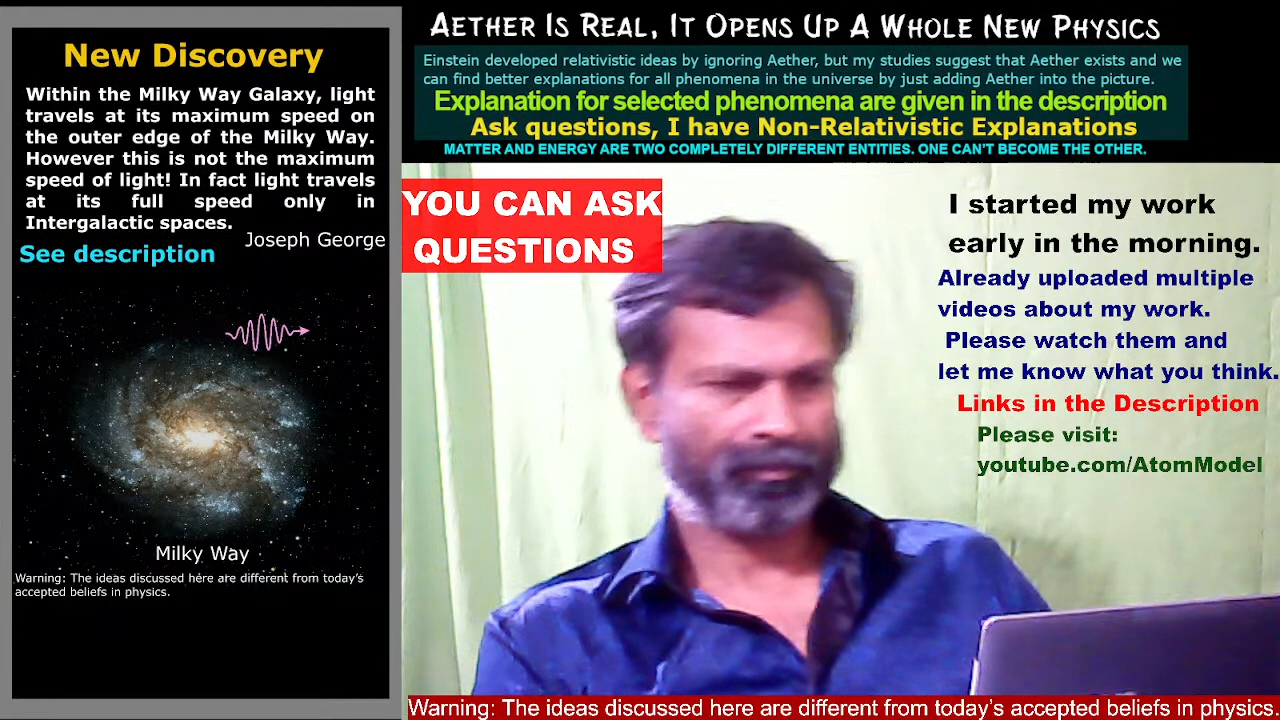 New Discovery
Within the Milky Way Galaxy, light
travels at its maximum speed on
the outer edge of the Milky Way.
However this is not the maximum
speed of light! In fact light travels
at its full speed only in
Intergalactic spaces.
Joseph George
See description
Milky Way
Warning: The ideas discussed here are different from today's
accepted beliefs in physics.
Aether Is Real, It Opens Up A Whole New Physics
Einstein developed relativistic ideas by ignoring Aether, but my studies suggest that Aether exists and we
can find better explanations for all phenomena in the universe by just adding Aether into the picture.
Explanation for selected phenomena are given in the description
Ask questions, I have Non-Relativistic Explanations
MATTER AND ENERGY ARE TWO COMPLETELY DIFFERENT ENTITIES. ONE CAN'T BECOME THE OTHER.
YOU CAN ASK
QUESTIONS
I started my work
early in the morning.
Already uploaded multiple
videos about my work.
Please watch them and
let me know what you think.
Links in the Description
Please visit:
youtube.com/AtomModel
Warning: The ideas discussed here are different from today's accepted beliefs in physics.